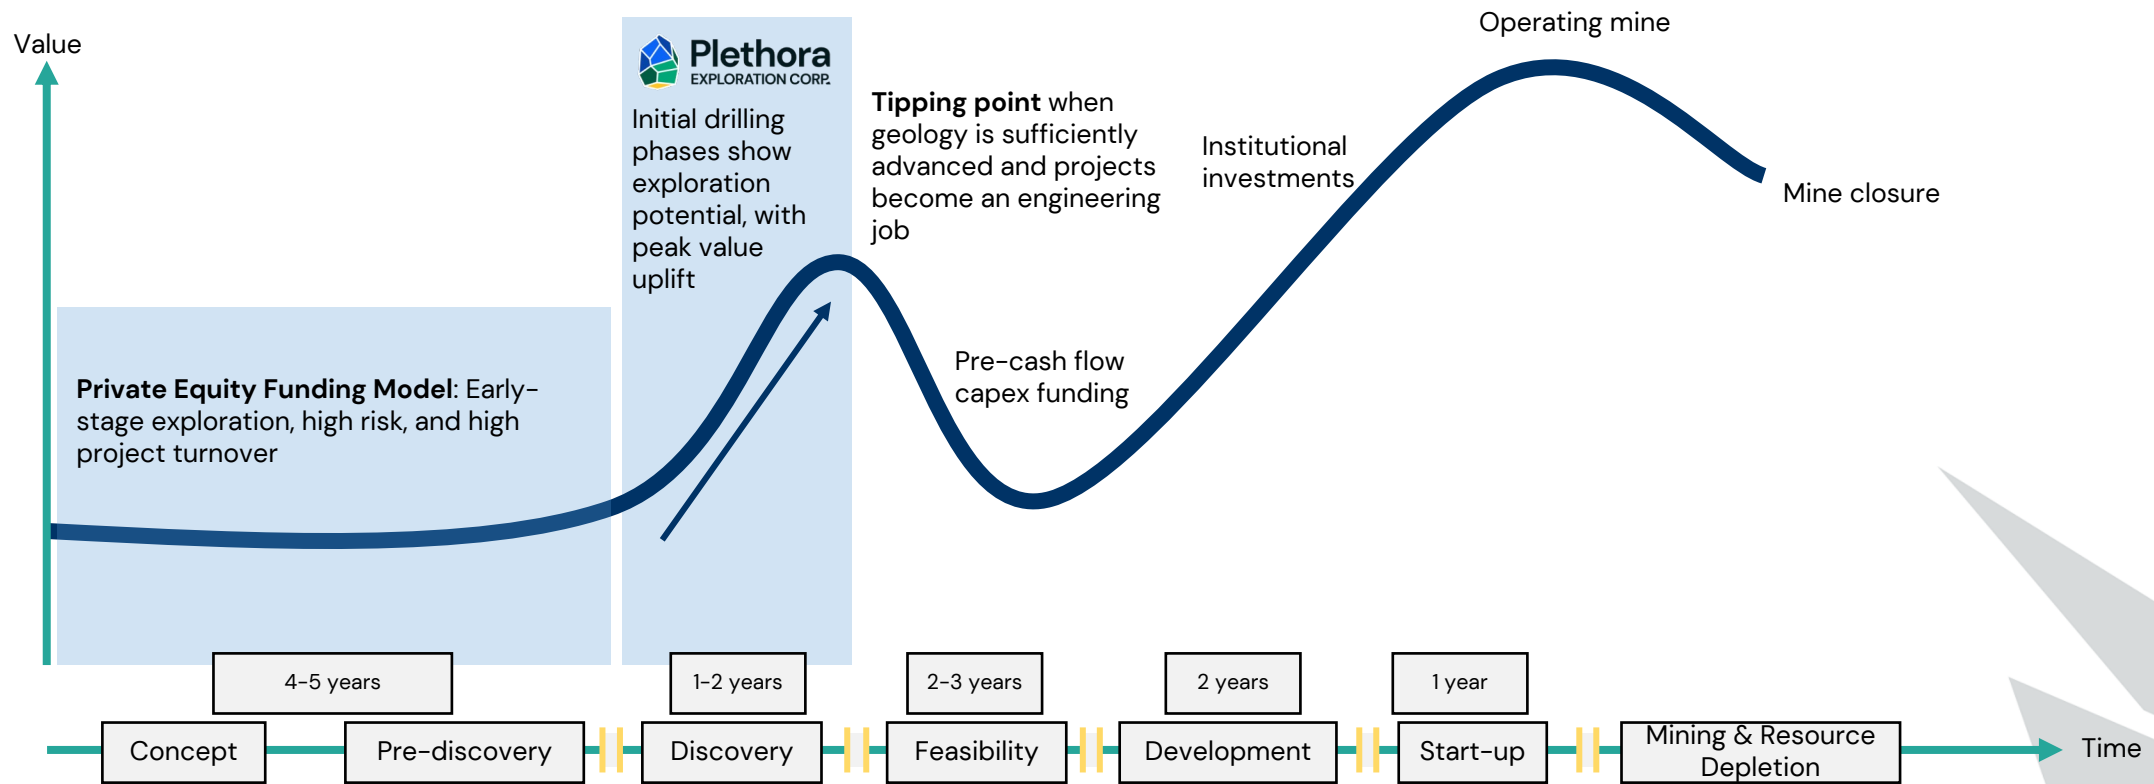 Value
Plethora
EXPLORATION CORP.
Initial drilling
phases show
exploration
potential, with
peak value
uplift
Tipping point when
geology is sufficiently
advanced and projects
become an engineering
job
Operating mine
Institutional
investments
Mine closure
Pre-cash flow
capex funding
Private Equity Funding Model: Early-
stage exploration, high risk, and high
project turnover
4-5 years
1-2 years
2-3 years
2 years
1 year
Concept
Pre-discovery
Discovery
Feasibility
Development
Start-up
Mining & Resource
Depletion
Time